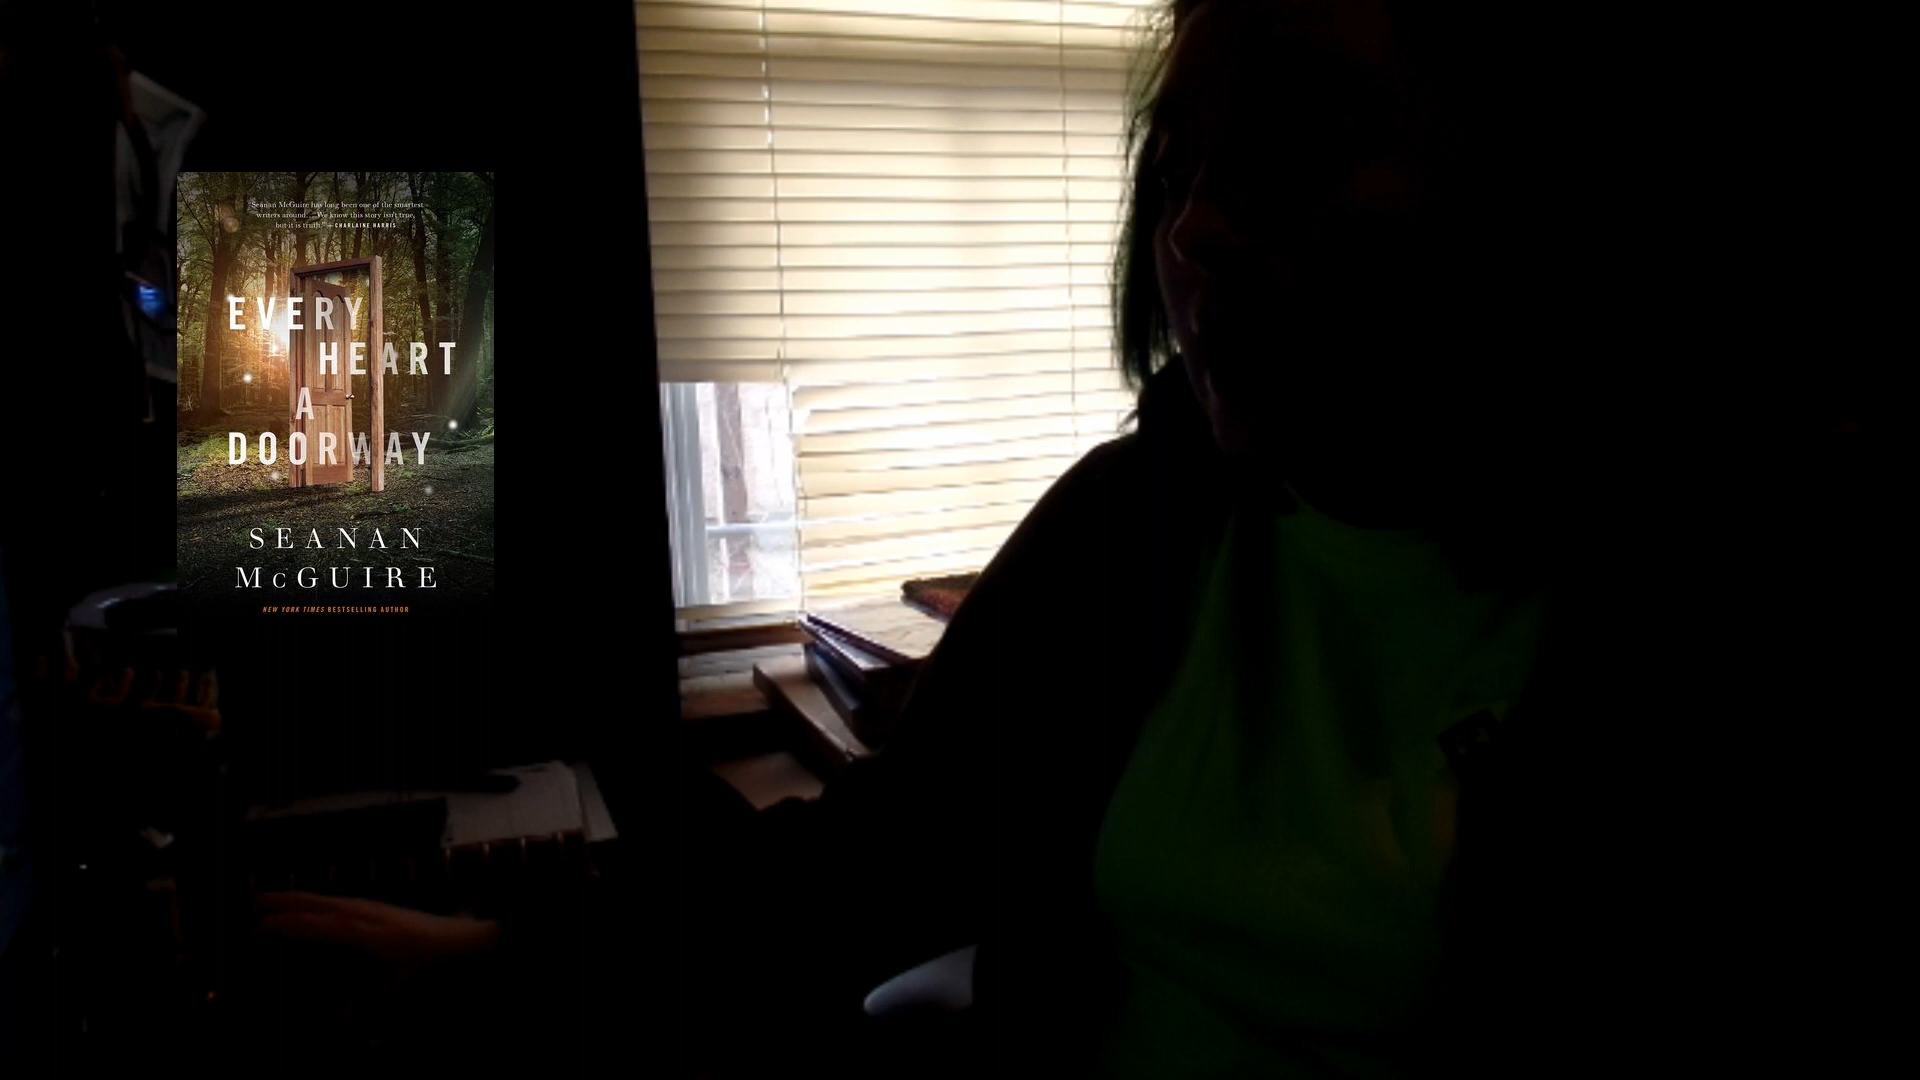 "Seanan McGuire has long been one of the smartest
writers around.... We know this story isn't true,
but it is truth." — CHARLAINE HARRIS
EVERY
HEART
A
DOORWAY
SEANAN
McGUIRE
NEW YORK TIMES BESTSELLING AUTHOR